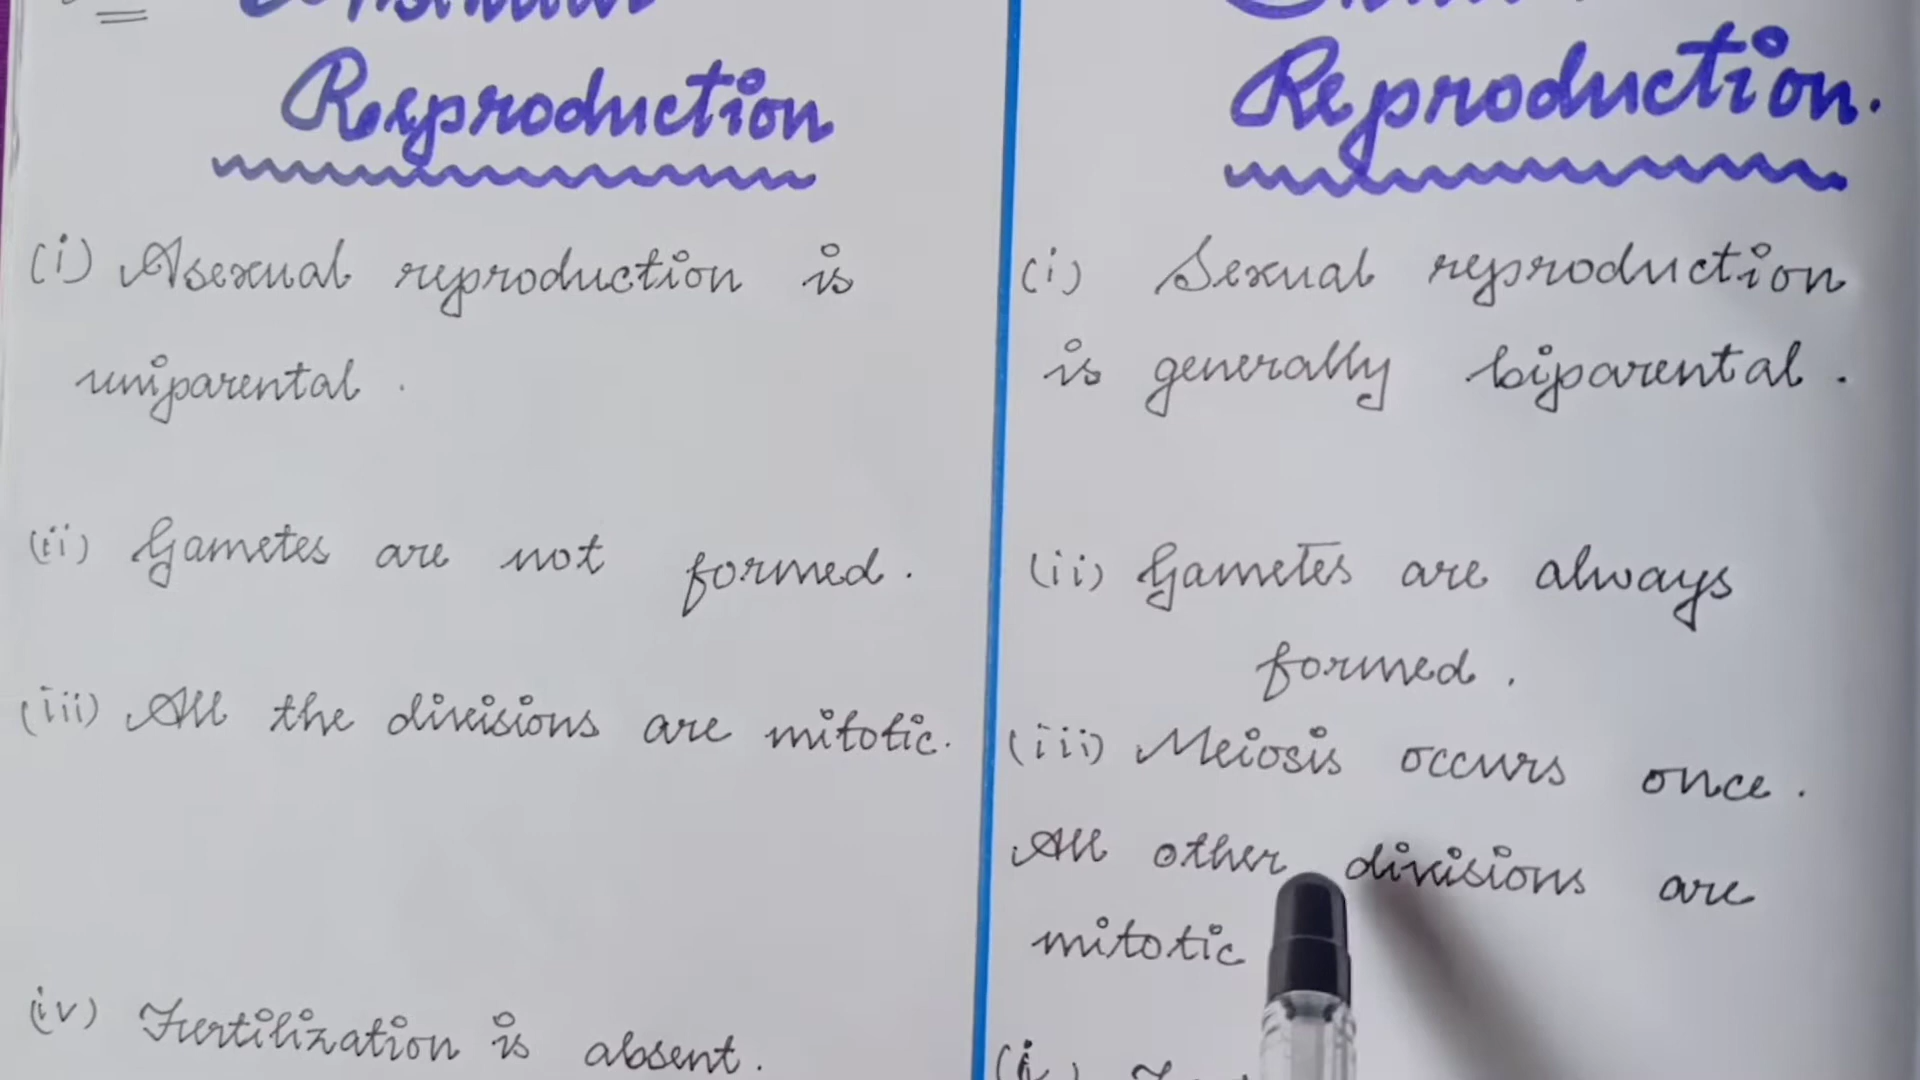 Reproduction
(i) Asexual reproduction is
uniparental.
(ii) Gametes are not formed.
(iii) All the divisions are mitotic.
(iv) Fertilization is absent.
Reproduction.
(i) Sexual reproduction
is generally biparental.
(ii) Gametes are always
formed.
(iii) Meiosis occurs once.
All other divisions are
mitotic